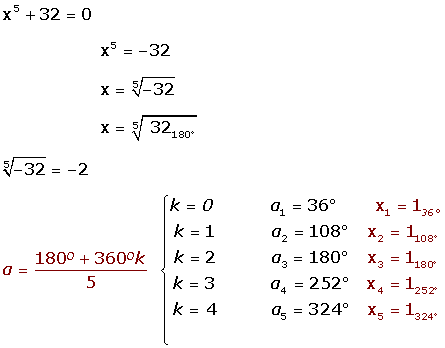 x⁵ + 32 = 0
x⁵ = −32
x = ⁵√−32
x = ⁵√32₁₈₀°
⁵√−32 = −2
a = (180º + 360ºk)/5
k = 0 a₁ = 36° x₁ = 1₃₆°
k = 1 a₂ = 108° x₂ = 1₁₀₈°
k = 2 a₃ = 180° x₃ = 1₁₈₀°
k = 3 a₄ = 252° x₄ = 1₂₅₂°
k = 4 a₅ = 324° x₅ = 1₃₂₄°